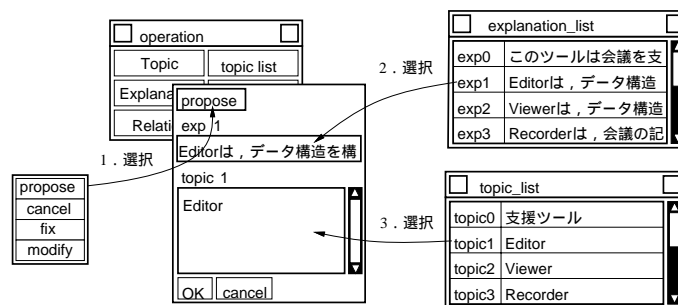 operation
Topic
topic list
Explana
Relati
propose
exp 1
Editorは，データ構造を構
topic 1
Editor
OK
cancel
1．選択
propose
cancel
fix
modify
2．選択
explanation_list
exp0 このツールは会議を支
exp1 Editorは，データ構造
exp2 Viewerは，データ構造
exp3 Recorderは，会議の記
3．選択
topic_list
topic0 支援ツール
topic1 Editor
topic2 Viewer
topic3 Recorder